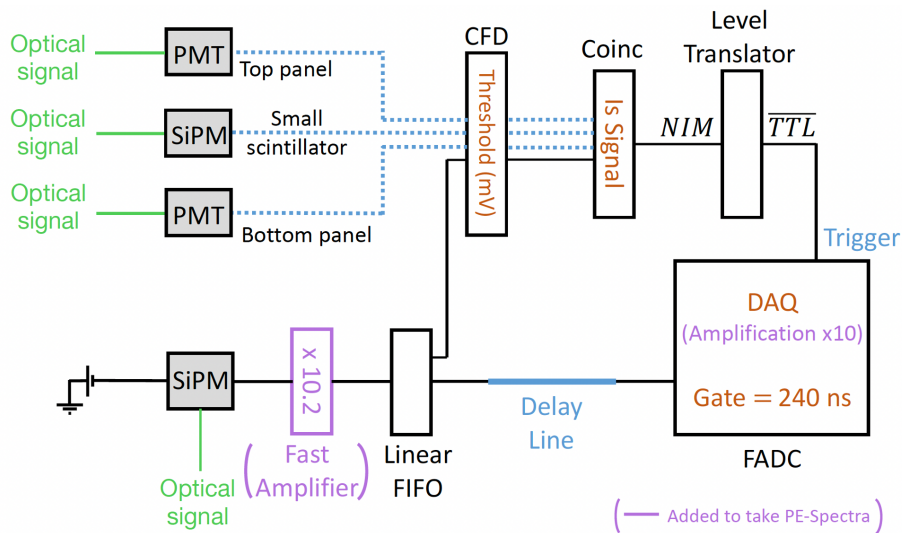 Optical
signal
PMT
Top panel
CFD
Threshold (mV)
Coinc
Is Signal
Level
Translator
NIM
TTL
Optical
signal
SiPM
Small
scintillator
Optical
signal
PMT
Bottom panel
Trigger
DAQ
(Amplification x10)
Gate = 240 ns
FADC
SiPM
Optical
signal
x 10.2
(Fast
Amplifier)
Linear
FIFO
Delay
Line
( — Added to take PE-Spectra )